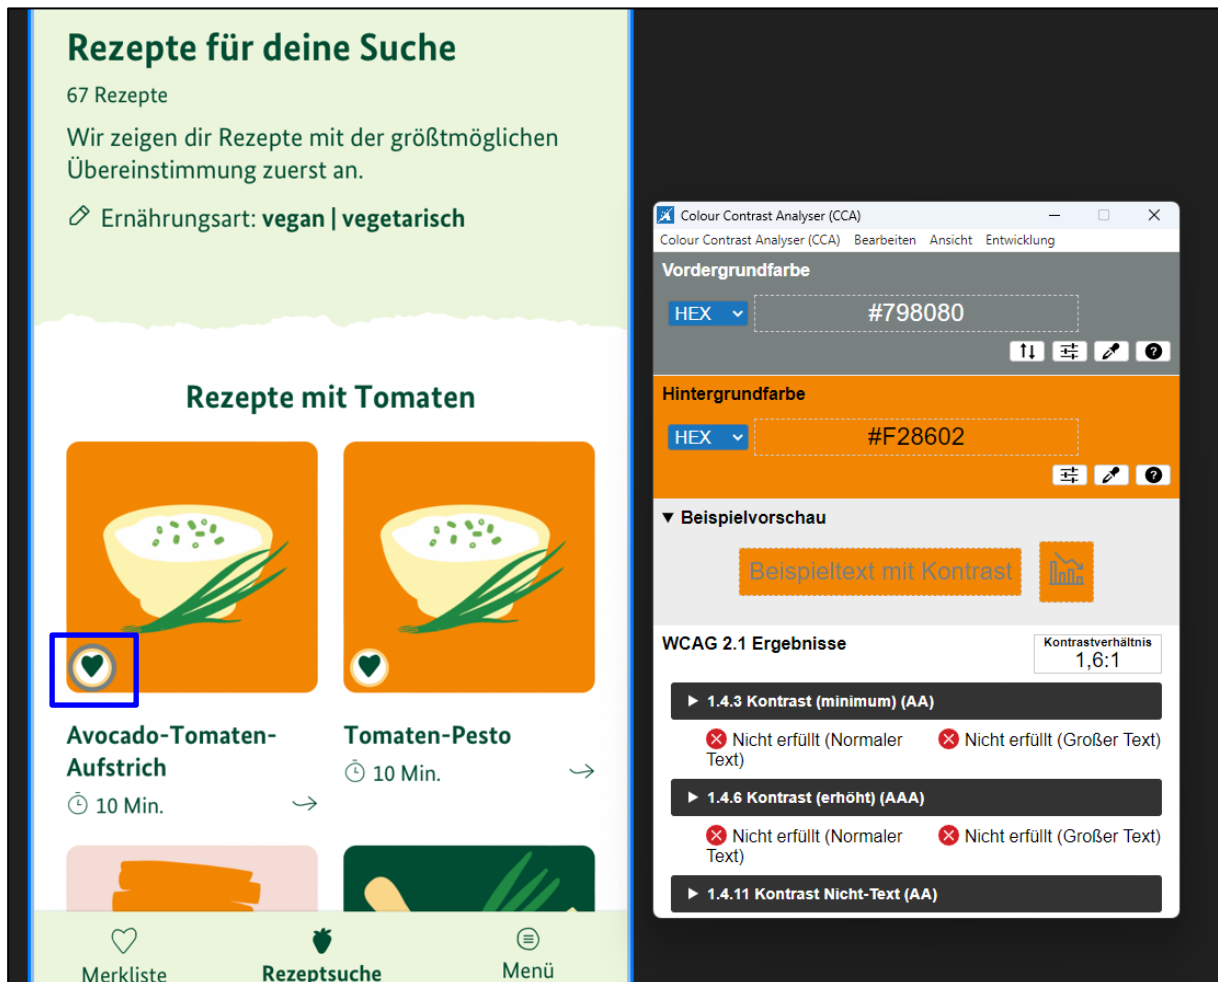 Rezepte für deine Suche
67 Rezepte
Wir zeigen dir Rezepte mit der größtmöglichen
Übereinstimmung zuerst an.
Ernährungsart: vegan | vegetarisch
Rezepte mit Tomaten
Avocado-Tomaten-
Aufstrich
10 Min.
Tomaten-Pesto
10 Min.
Merkliste
Rezeptsuche
Menü
Colour Contrast Analyser (CCA)
Colour Contrast Analyser (CCA) Bearbeiten Ansicht Entwicklung
Vordergrundfarbe
HEX #798080
Hintergrundfarbe
HEX #F28602
Beispielvorschau
Beispieltext mit Kontrast
WCAG 2.1 Ergebnisse
Kontrastverhältnis
1,6:1
1.4.3 Kontrast (minimum) (AA)
Nicht erfüllt (Normaler Nicht erfüllt (Großer Text)
Text)
1.4.6 Kontrast (erhöht) (AAA)
Nicht erfüllt (Normaler Nicht erfüllt (Großer Text)
Text)
1.4.11 Kontrast Nicht-Text (AA)